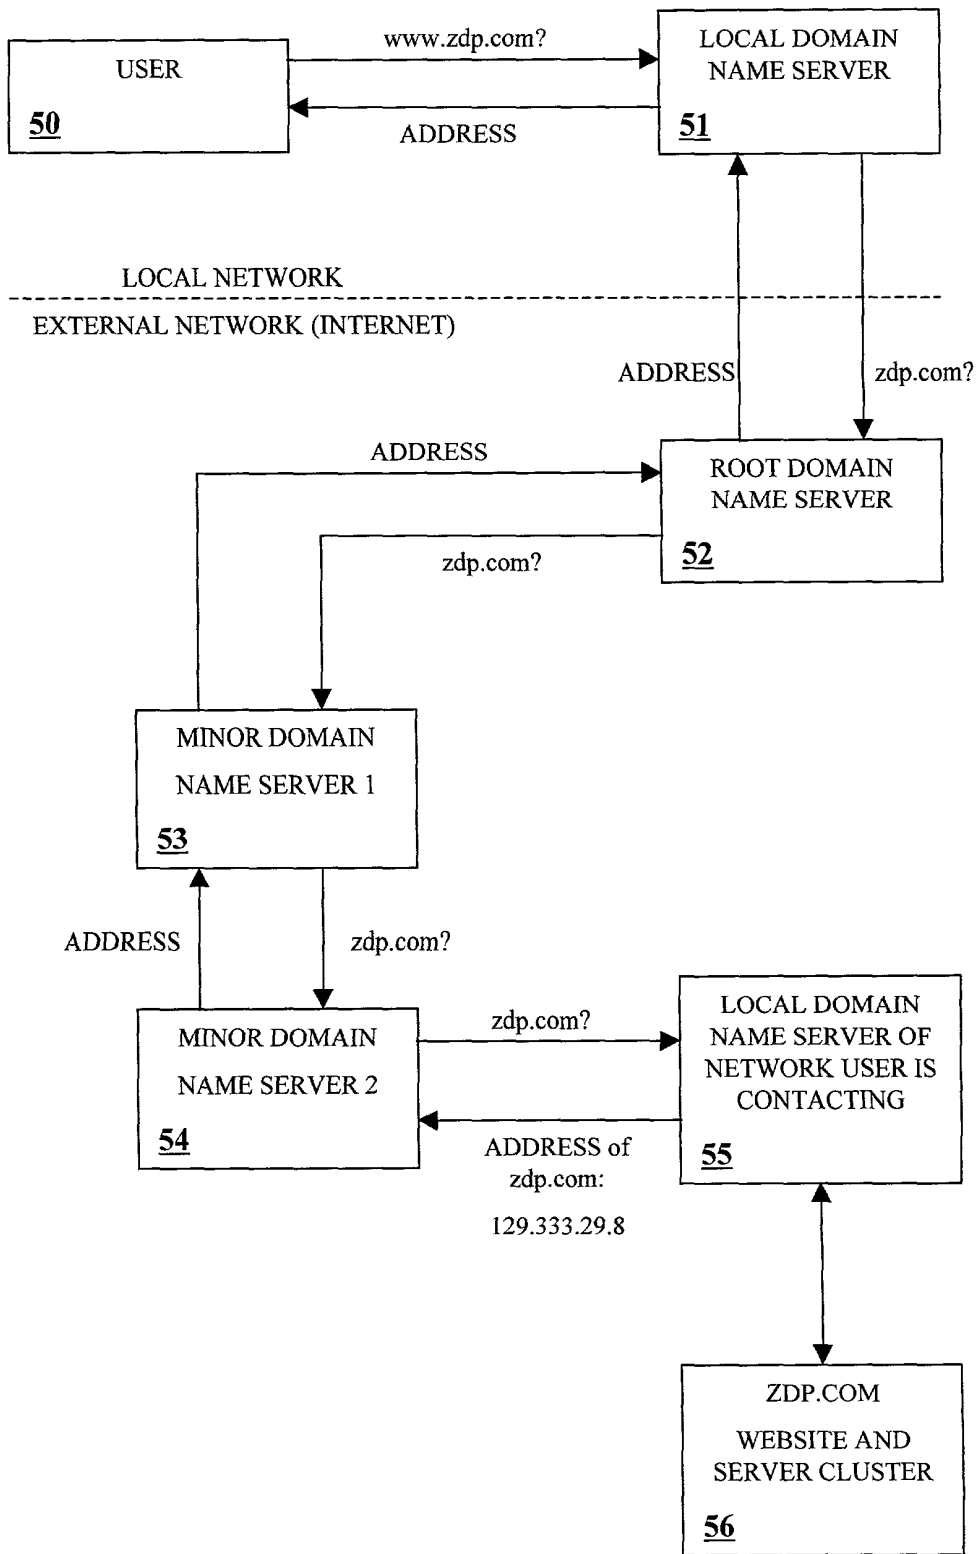 www.zdp.com?
USER
50
ADDRESS
LOCAL DOMAIN
NAME SERVER
51
LOCAL NETWORK
EXTERNAL NETWORK (INTERNET)
ADDRESS
zdp.com?
ADDRESS
ROOT DOMAIN
NAME SERVER
52
zdp.com?
MINOR DOMAIN
NAME SERVER 1
53
ADDRESS
zdp.com?
MINOR DOMAIN
NAME SERVER 2
54
zdp.com?
ADDRESS of
zdp.com:
129.333.29.8
LOCAL DOMAIN
NAME SERVER OF
NETWORK USER IS
CONTACTING
55
ZDP.COM
WEBSITE AND
SERVER CLUSTER
56